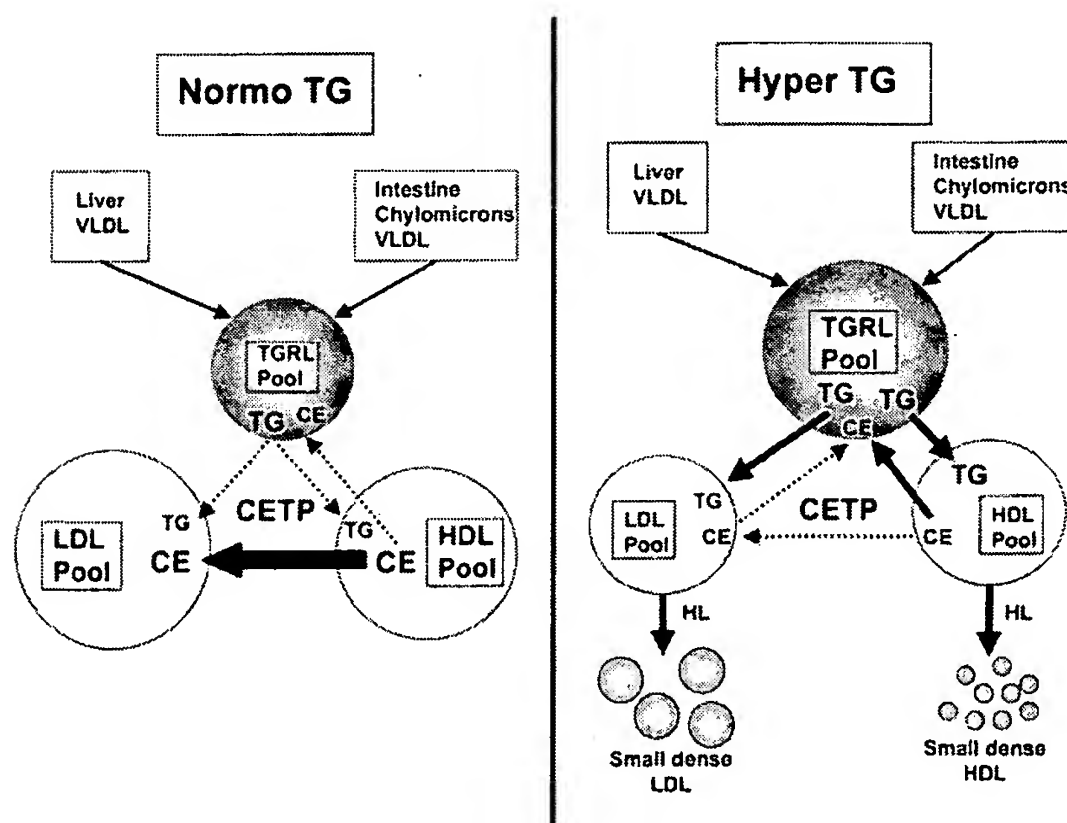 Normo TG
Liver
VLDL
Intestine
Chylomicrons
VLDL
TGRL
Pool
TG CE
TG
CETP
TG
LDL
Pool
CE
CE
HDL
Pool
Hyper TG
Liver
VLDL
Intestine
Chylomicrons
VLDL
TGRL
Pool
TG TG
CE
TG
LDL
Pool
TG
CE
CETP
CE
HDL
Pool
HL
HL
Small dense
LDL
Small dense
HDL